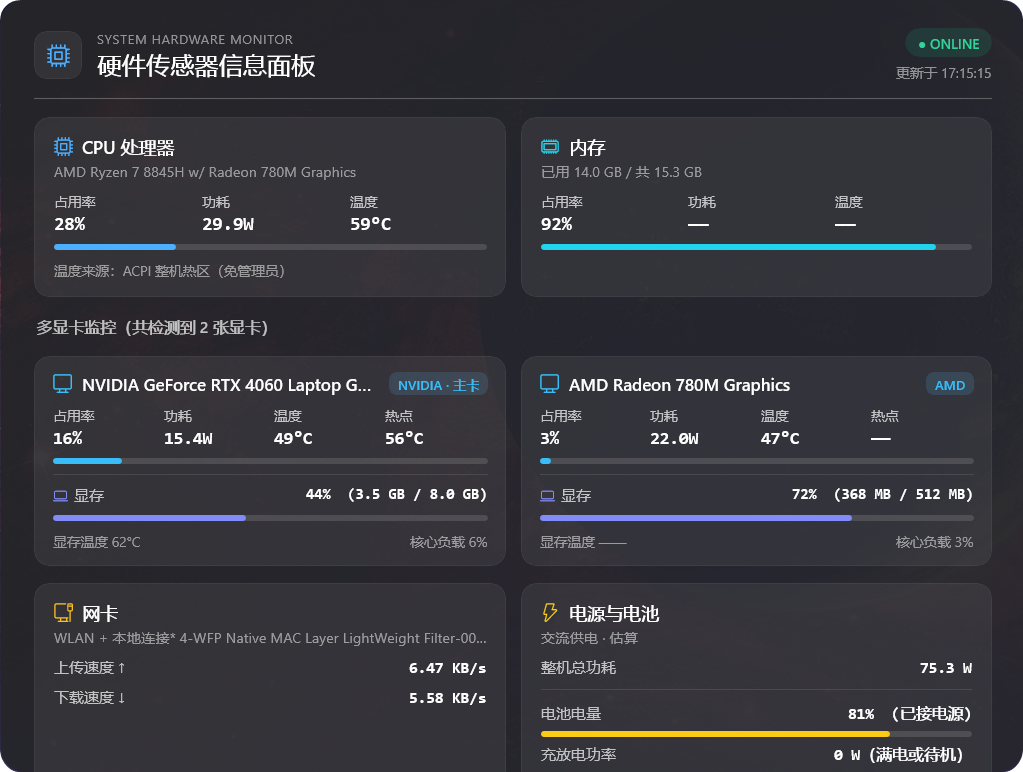 SYSTEM HARDWARE MONITOR
硬件传感器信息面板
● ONLINE
更新于 17:15:15
CPU 处理器
AMD Ryzen 7 8845H w/ Radeon 780M Graphics
占用率 功耗 温度
28% 29.9W 59°C
温度来源：ACPI 整机热区（免管理员）
内存
已用 14.0 GB / 共 15.3 GB
占用率 功耗 温度
92% — —
多显卡监控（共检测到 2 张显卡）
NVIDIA GeForce RTX 4060 Laptop G...
NVIDIA · 主卡
占用率 功耗 温度 热点
16% 15.4W 49°C 56°C
显存 44% (3.5 GB / 8.0 GB)
显存温度 62°C 核心负载 6%
AMD Radeon 780M Graphics
AMD
占用率 功耗 温度 热点
3% 22.0W 47°C —
显存 72% (368 MB / 512 MB)
显存温度 —— 核心负载 3%
网卡
WLAN + 本地连接* 4-WFP Native MAC Layer LightWeight Filter-00...
上传速度 ↑ 6.47 KB/s
下载速度 ↓ 5.58 KB/s
电源与电池
交流供电 · 估算
整机总功耗 75.3 W
电池电量 81% （已接电源）
充放电功率 0 W（满电或待机）